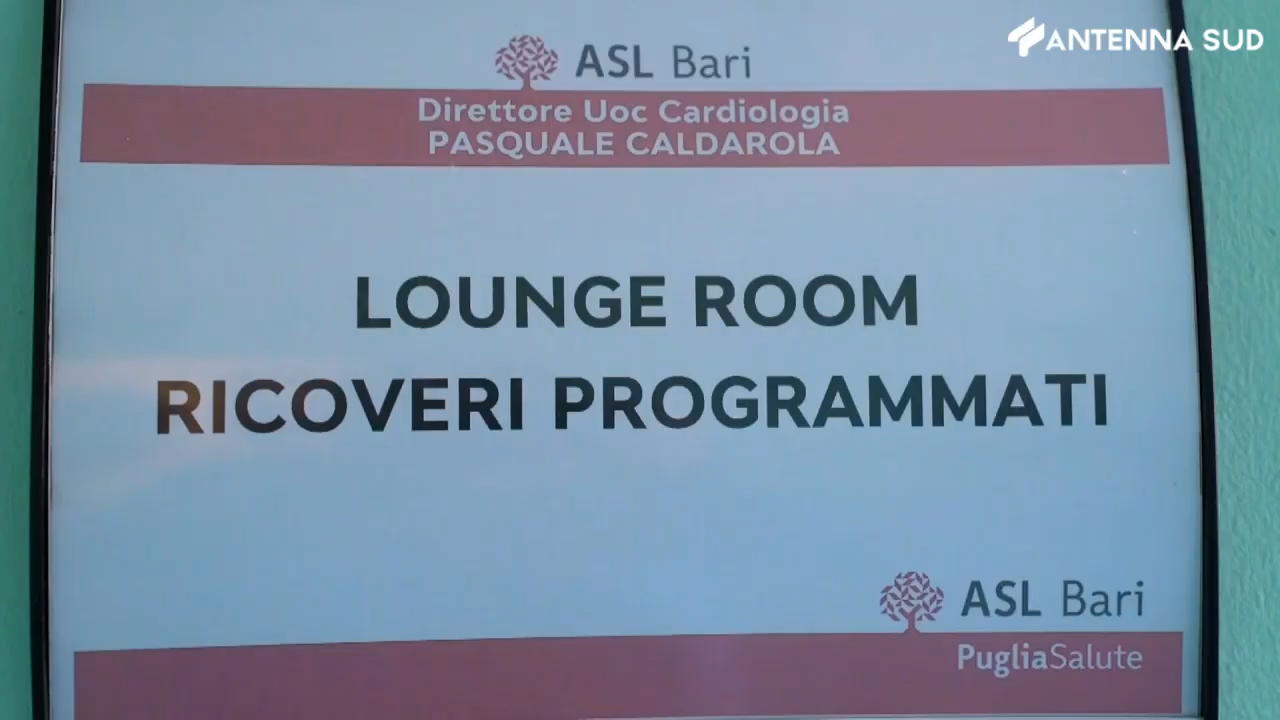 ANTENNA SUD
ASL Bari
Direttore Uoc Cardiologia
PASQUALE CALDAROLA
LOUNGE ROOM
RICOVERI PROGRAMMATI
ASL Bari
PugliaSalute